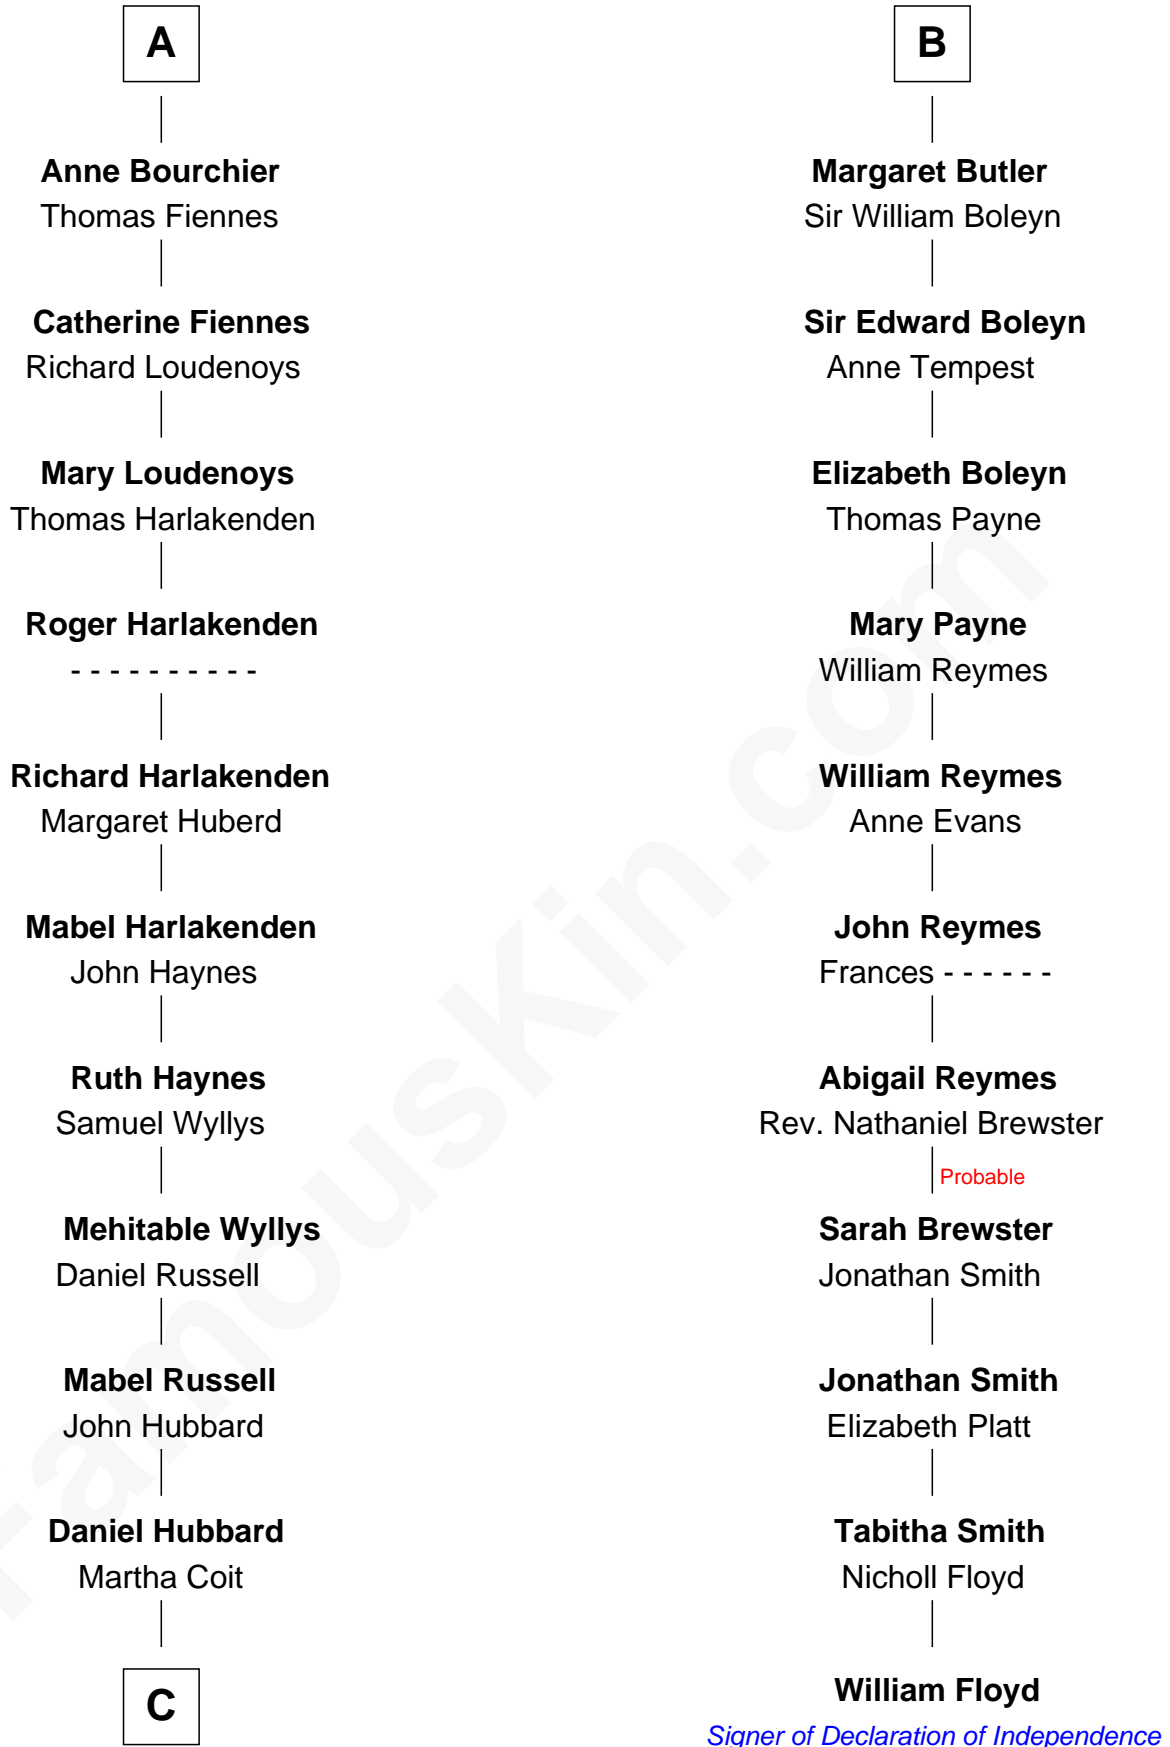 A
Anne Bourchier
Thomas Fiennes
Catherine Fiennes
Richard Loudenoys
Mary Loudenoys
Thomas Harlakenden
Roger Harlakenden
- - - - - - - - - -
Richard Harlakenden
Margaret Huberd
Mabel Harlakenden
John Haynes
Ruth Haynes
Samuel Wyllys
Mehitable Wyllys
Daniel Russell
Mabel Russell
John Hubbard
Daniel Hubbard
Martha Coit
C
B
Margaret Butler
Sir William Boleyn
Sir Edward Boleyn
Anne Tempest
Elizabeth Boleyn
Thomas Payne
Mary Payne
William Reymes
William Reymes
Anne Evans
John Reymes
Frances - - - - - -
Abigail Reymes
Rev. Nathaniel Brewster
Probable
Sarah Brewster
Jonathan Smith
Jonathan Smith
Elizabeth Platt
Tabitha Smith
Nicholl Floyd
William Floyd
Signer of Declaration of Independence
FamousKin.com